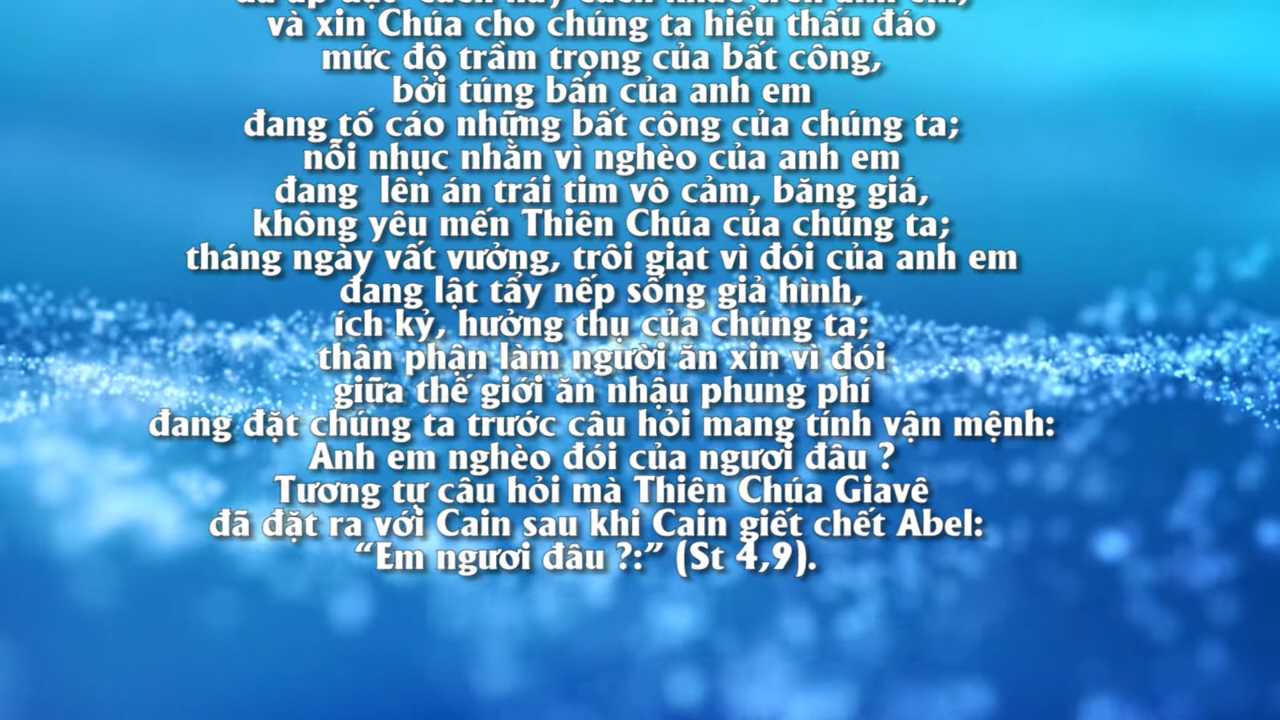 và xin Chúa cho chúng ta hiểu thấu đáo
mức độ trầm trọng của bất công,
bởi túng bấn của anh em
đang tố cáo những bất công của chúng ta;
nỗi nhục nhằn vì nghèo của anh em
đang  lên án trái tim vô cảm, băng giá,
không yêu mến Thiên Chúa của chúng ta;
tháng ngày vất vưởng, trôi giạt vì đói của anh em
đang lật tẩy nếp sống giả hình,
ích kỷ, hưởng thụ của chúng ta;
thân phận làm người ăn xin vì đói
giữa thế giới ăn nhậu phung phí
đang đặt chúng ta trước câu hỏi mang tính vận mệnh:
Anh em nghèo đói của ngươi đâu ?
Tương tự câu hỏi mà Thiên Chúa Giavê
đã đặt ra với Cain sau khi Cain giết chết Abel:
“Em ngươi đâu ?:” (St 4,9).